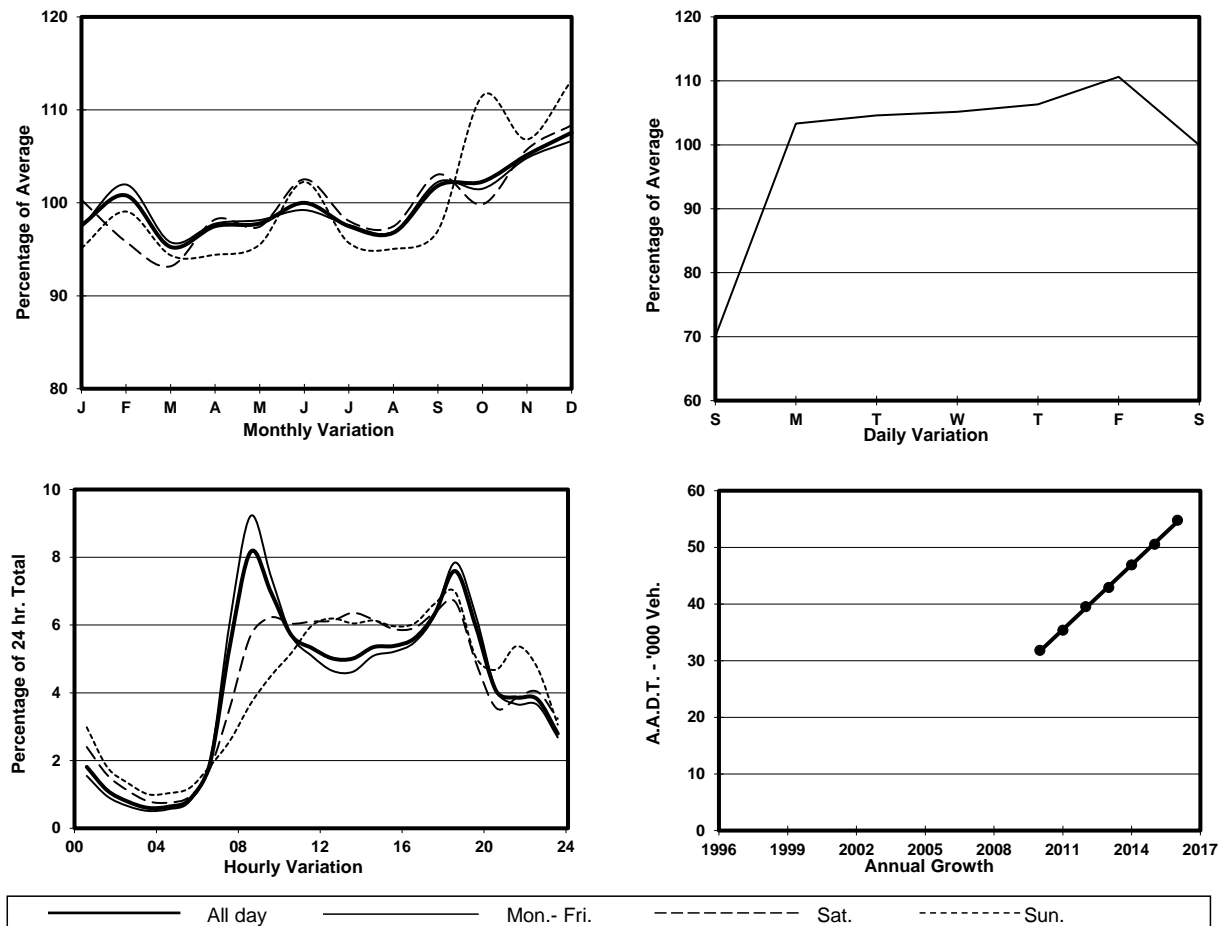 120
110
100
90
80
Percentage of Average
J F M A M J J A S O N D
Monthly Variation
120
110
100
90
80
70
60
Percentage of Average
S M T W T F S
Daily Variation
10
8
6
4
2
0
Percentage of 24 hr. Total
00 04 08 12 16 20 24
Hourly Variation
60
50
40
30
20
10
0
A.A.D.T. - '000 Veh.
1996 1999 2002 2005 2008 2011 2014 2017
Annual Growth
All day Mon.- Fri. Sat. Sun.